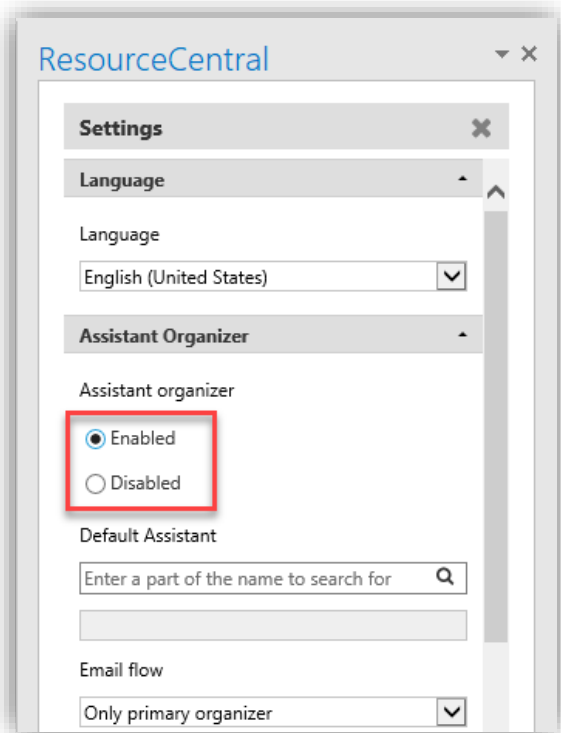 ResourceCentral
Settings
Language
Language
English (United States)
Assistant Organizer
Assistant organizer
Enabled
Disabled
Default Assistant
Enter a part of the name to search for
Email flow
Only primary organizer